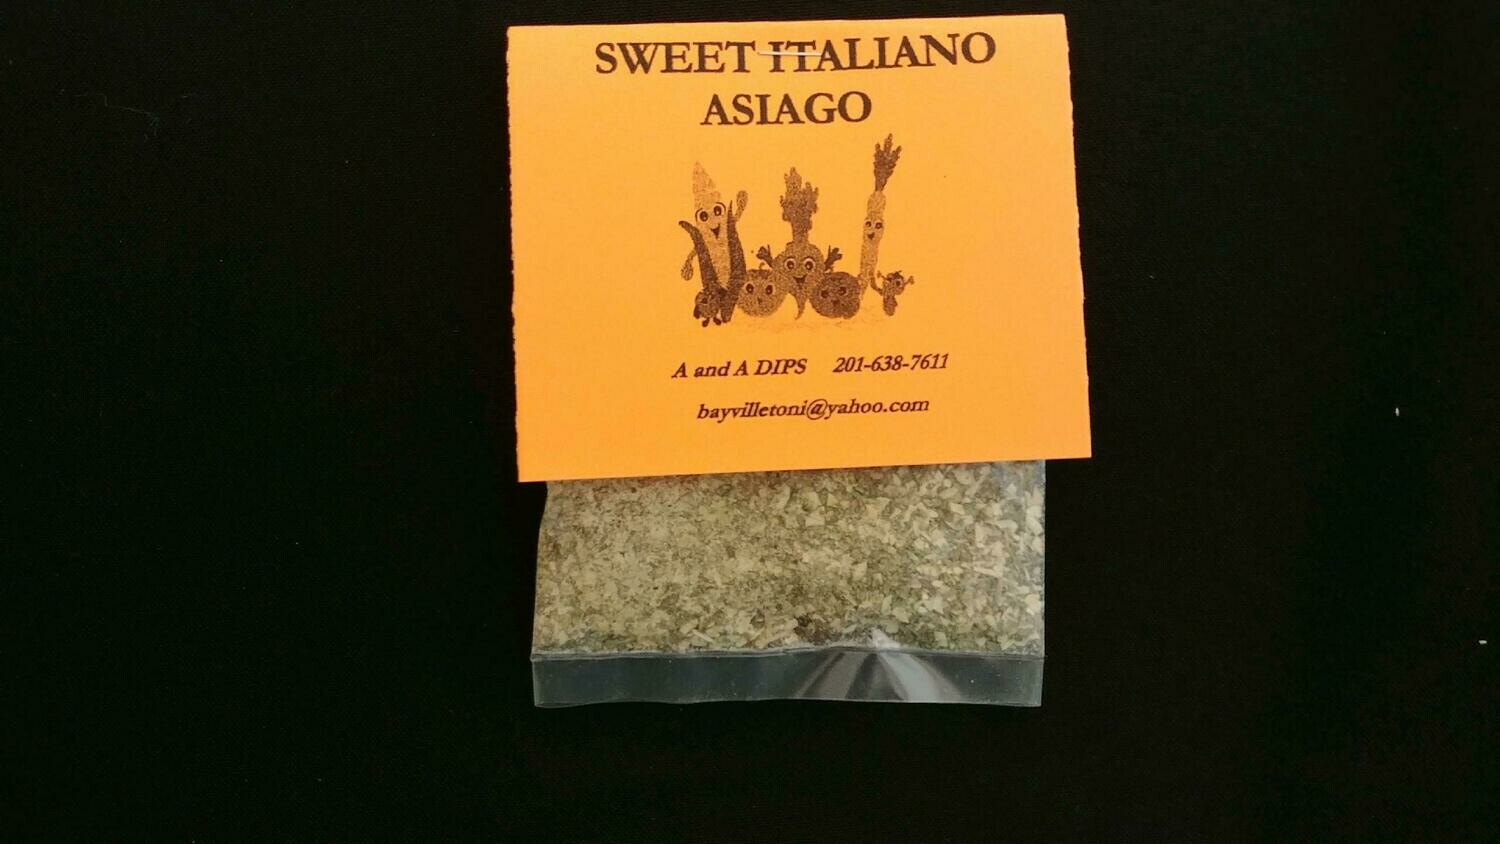 SWEET ITALIANO
ASIAGO
A and A DIPS 201-638-7611
bayvilletoni@yahoo.com